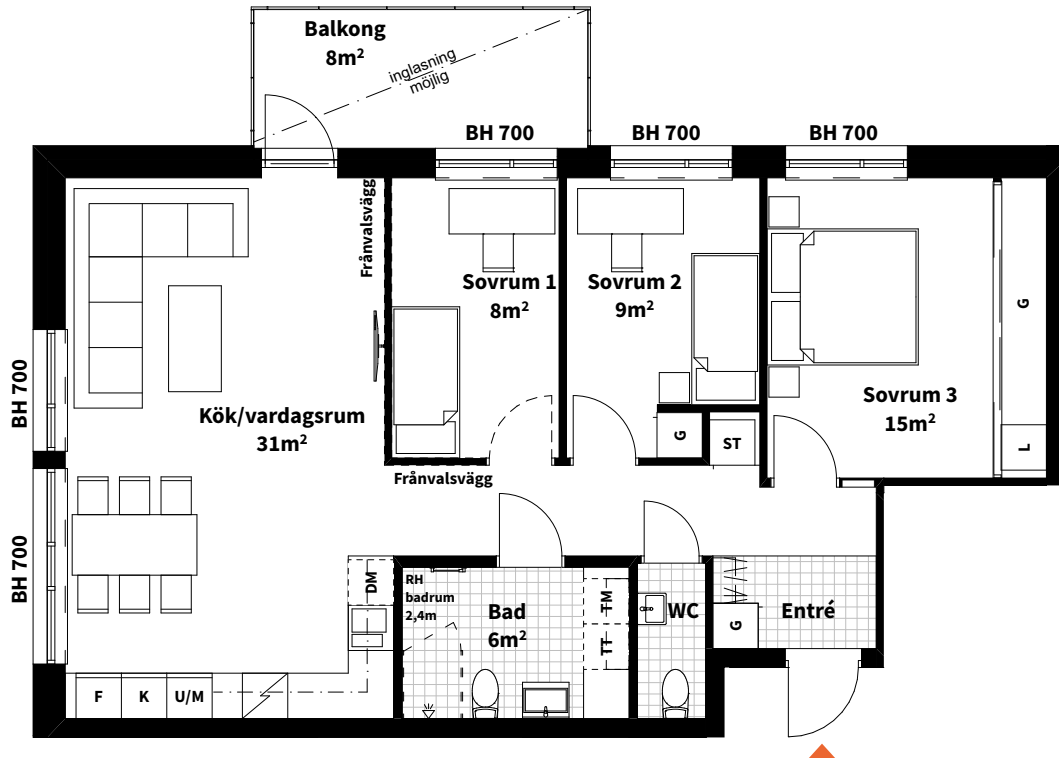 Balkong
8m²
inglasning
möjlig
BH 700
BH 700
BH 700
Frånvalsvägg
Sovrum 1
8m²
Sovrum 2
9m²
G
BH 700
Kök/vardagsrum
31m²
Sovrum 3
15m²
G
ST
L
Frånvalsvägg
BH 700
DM
RH
badrum
2,4m
Bad
6m²
TM
TT
WC
G
Entré
F
K
U/M